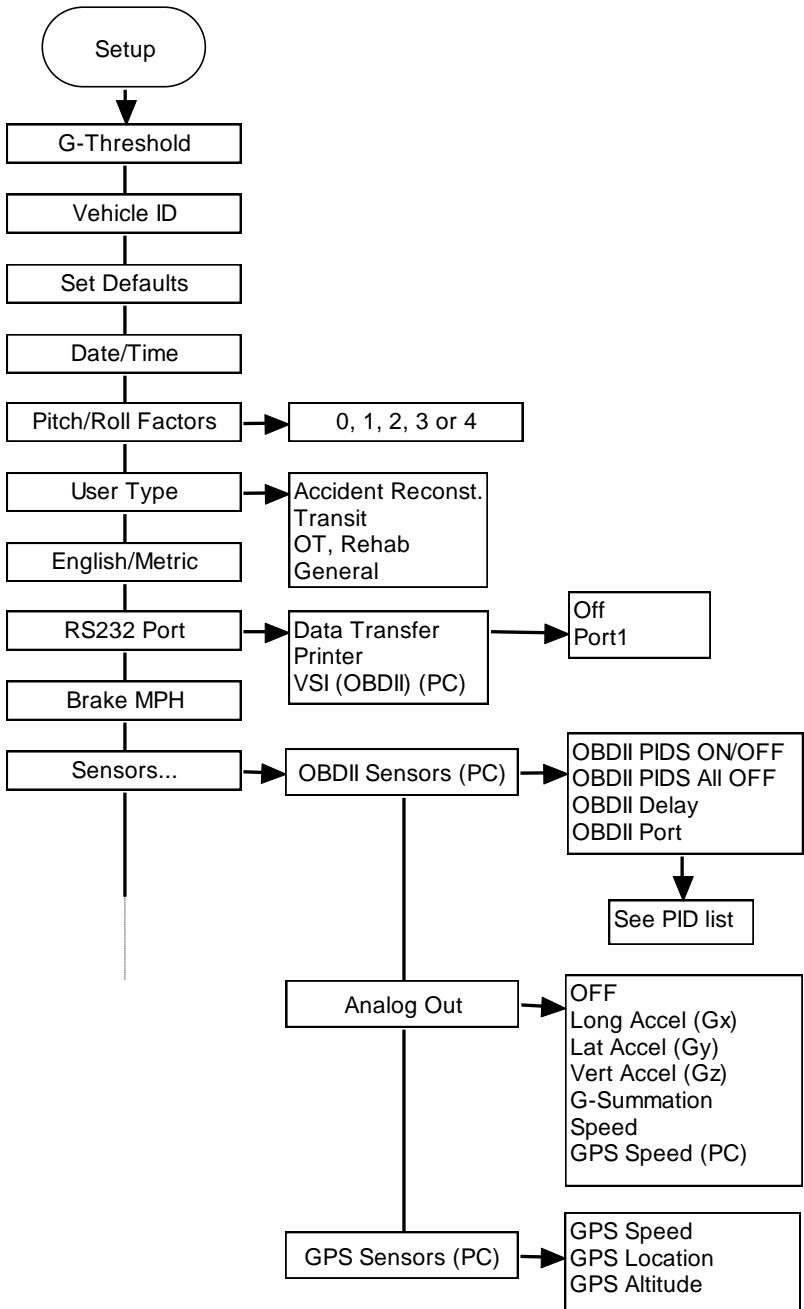 Setup
G-Threshold
Vehicle ID
Set Defaults
Date/Time
Pitch/Roll Factors
0, 1, 2, 3 or 4
User Type
Accident Reconst.
Transit
OT, Rehab
General
English/Metric
RS232 Port
Data Transfer
Printer
VSI (OBDII) (PC)
Off
Port1
Brake MPH
Sensors...
OBDII Sensors (PC)
OBDII PIDS ON/OFF
OBDII PIDS All OFF
OBDII Delay
OBDII Port
See PID list
Analog Out
OFF
Long Accel (Gx)
Lat Accel (Gy)
Vert Accel (Gz)
G-Summation
Speed
GPS Speed (PC)
GPS Sensors (PC)
GPS Speed
GPS Location
GPS Altitude